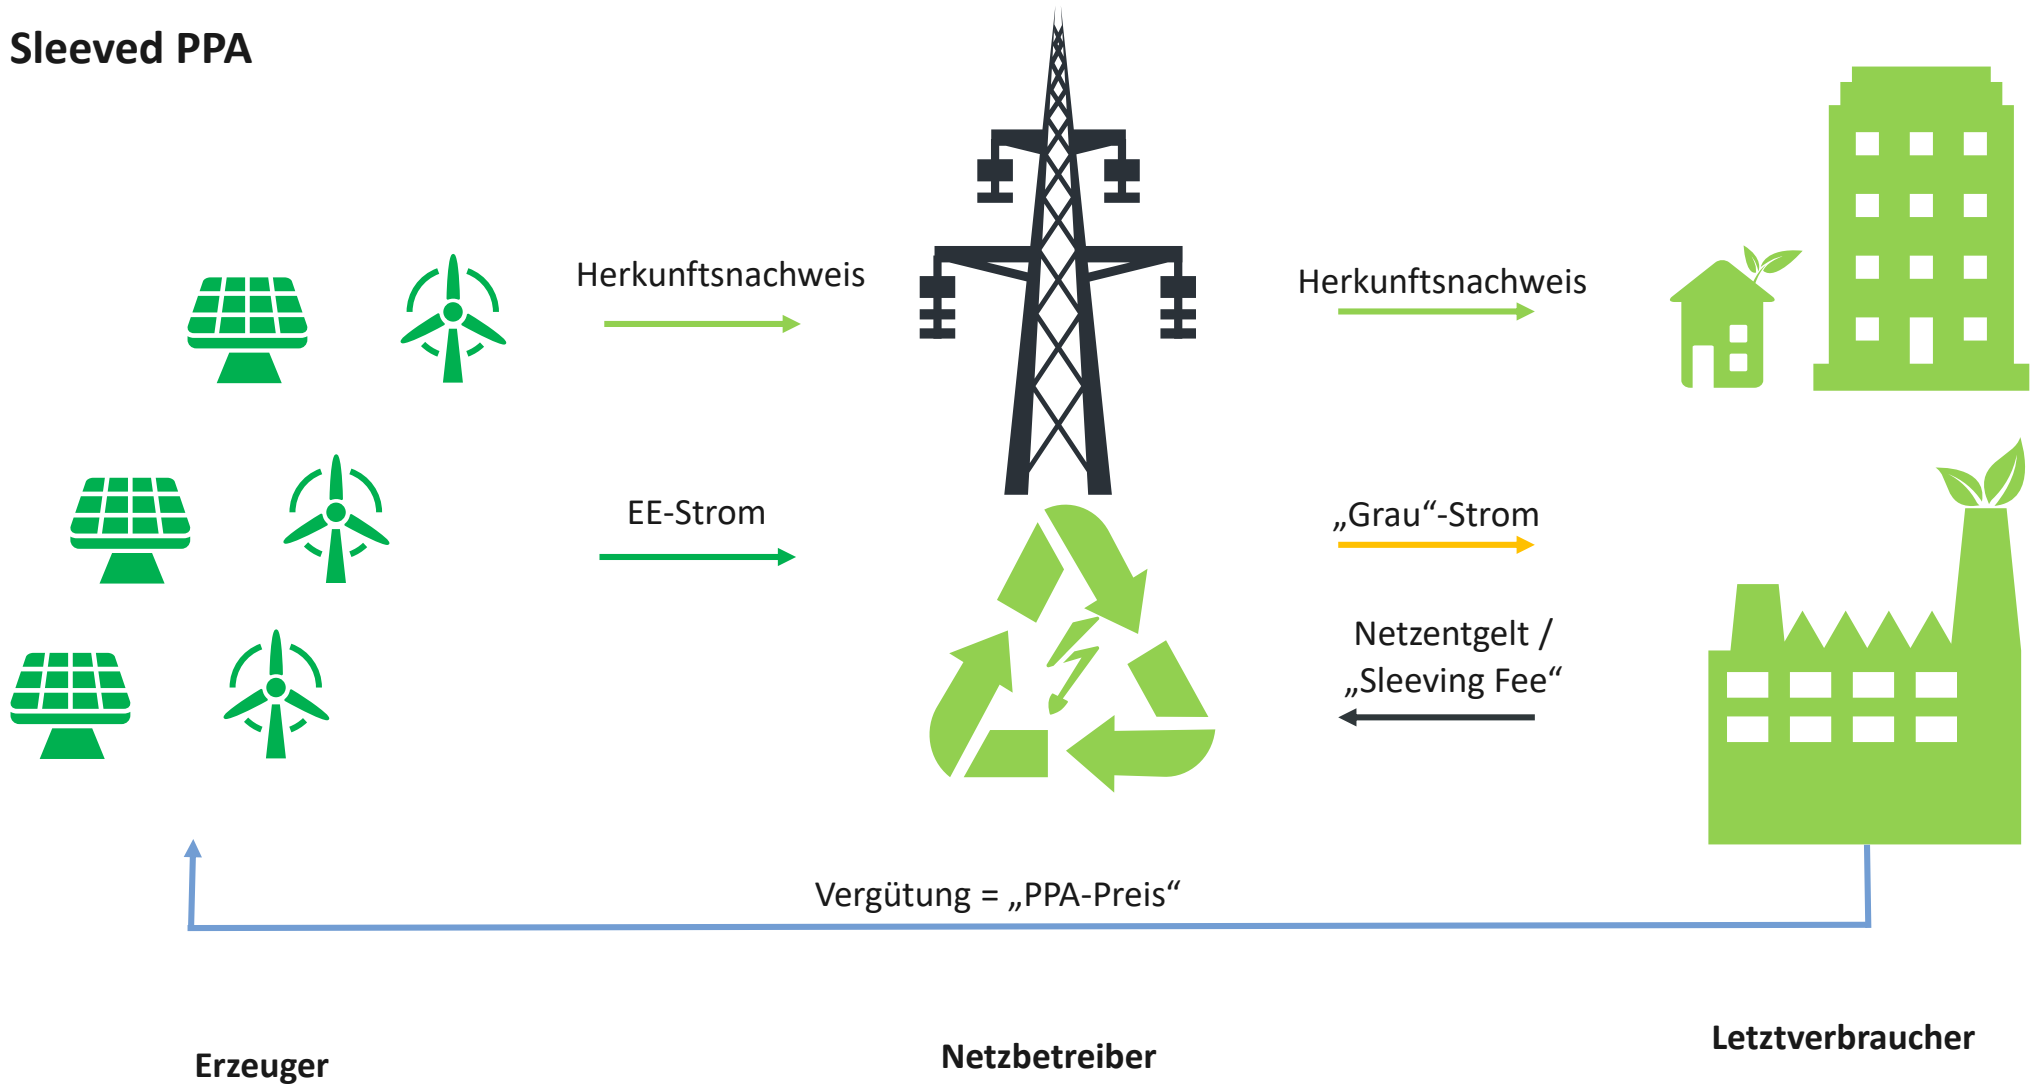 Sleeved PPA
Herkunftsnachweis
Herkunftsnachweis
EE-Strom
„Grau“-Strom
Netzentgelt /
„Sleeving Fee“
Vergütung = „PPA-Preis“
Erzeuger
Netzbetreiber
Letztverbraucher